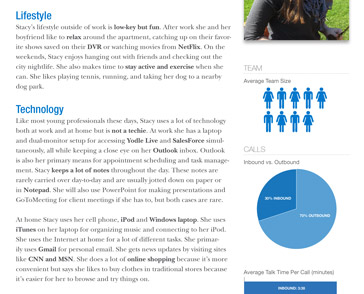 Lifestyle
Stacy's lifestyle outside of work is low-key but fun. After work she and her
boyfriend like to relax around the apartment, catching up on their favor-
ite shows saved on their DVR or watching movies from NetFlix. On the
weekends, Stacy enjoys hanging out with friends and checking out the
city nightlife. She also makes time to stay active and exercise when she
can. She likes playing tennis, running, and taking her dog to a nearby
dog park.
Technology
Like most young professionals these days, Stacy uses a lot of technology
both at work and at home but is not a techie. At work she has a laptop
and dual-monitor setup for accessing Yodle Live and SalesForce simul-
taneously, all while keeping a close eye on her Outlook inbox. Outlook
is also her primary means for appointment scheduling and task manage-
ment. Stacy keeps a lot of notes throughout the day. These notes are
rarely carried over day-to-day and are usually jotted down on paper or
in Notepad. She will also use PowerPoint for making presentations and
GoToMeeting for client meetings if she has to, but both cases are rare.
At home Stacy uses her cell phone, iPod and Windows laptop. She uses
iTunes on her laptop for organizing music and connecting to her iPod.
She uses the Internet at home for a lot of different tasks. She primar-
ily uses Gmail for personal email. She gets news updates by visiting sites
like CNN and MSN. She does a lot of online shopping because it's more
convenient but says she likes to buy clothes in traditional stores because
it's easier for her to browse and try things on.
TEAM
Average Team Size
CALLS
Inbound vs. Outbound
30% INBOUND
70% OUTBOUND
Average Talk Time Per Call (minutes)
INBOUND: 3:30